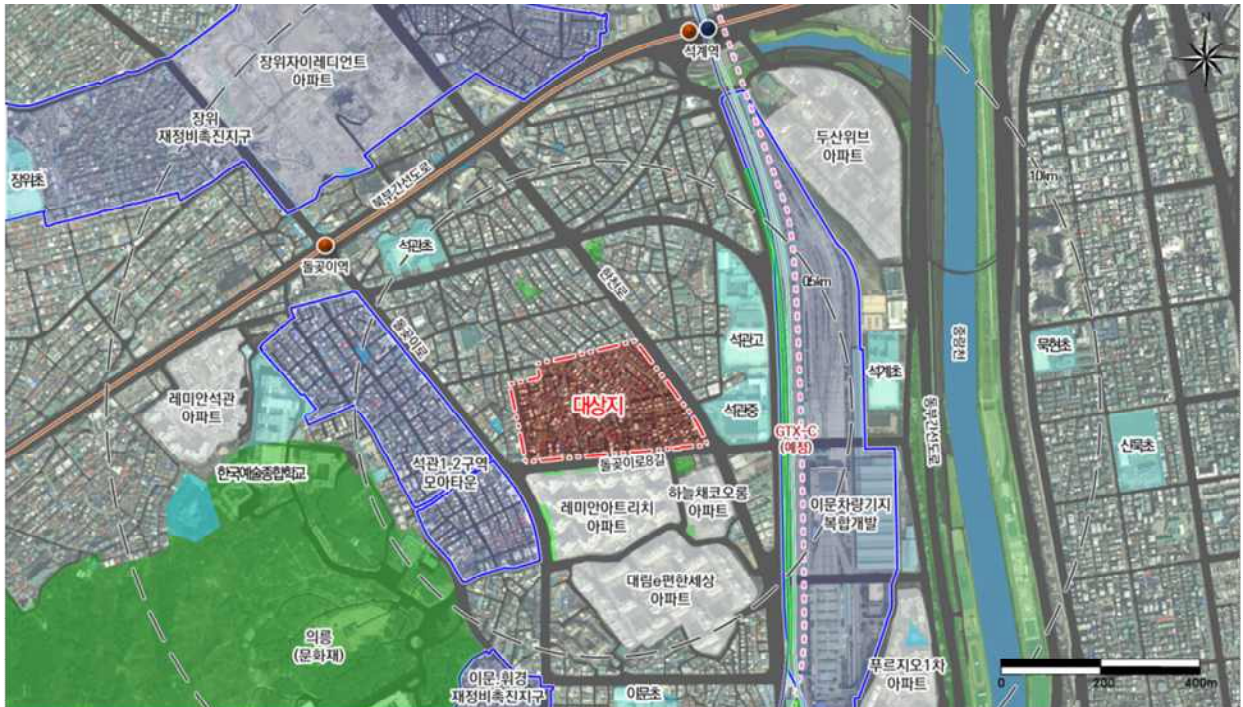 석계역
N
장위자이레디언트
아파트
장위
재정비촉진지구
두산위브
아파트
장위초
1.0km
북부간선도로
석관초
돌곶이역
한천로
0.5km
돌곶이로
석관고
중랑천
묵현초
석계초
레미안석관
아파트
대상지
석관중
동부간선도로
GTX-C
(예정)
신묵초
돌곶이로8길
한국예술종합학교
석관1-2구역
모아타운
레미안아트리치
아파트
하늘채코오롱
아파트
이문차량기지
복합개발
대림e편한세상
아파트
의릉
(문화재)
푸르지오1차
아파트
이문.휘경
재정비촉진지구
이문초
0
200
400m